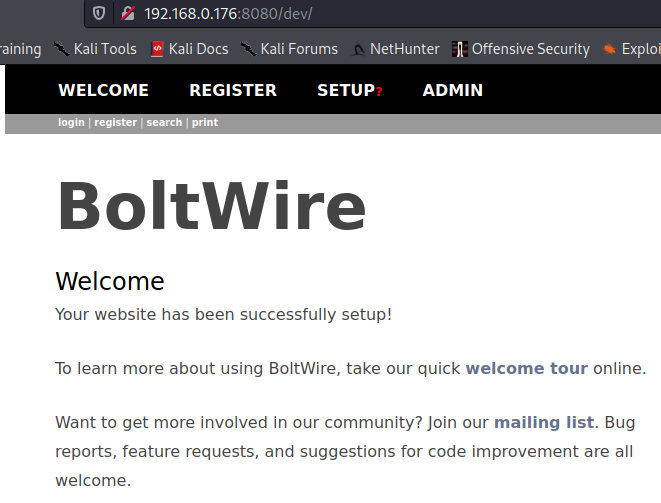 192.168.0.176:8080/dev/
raining Kali Tools Kali Docs Kali Forums NetHunter Offensive Security Exploi
WELCOME REGISTER SETUP? ADMIN
login | register | search | print
BoltWire
Welcome
Your website has been successfully setup!
To learn more about using BoltWire, take our quick welcome tour online.
Want to get more involved in our community? Join our mailing list. Bug
reports, feature requests, and suggestions for code improvement are all
welcome.